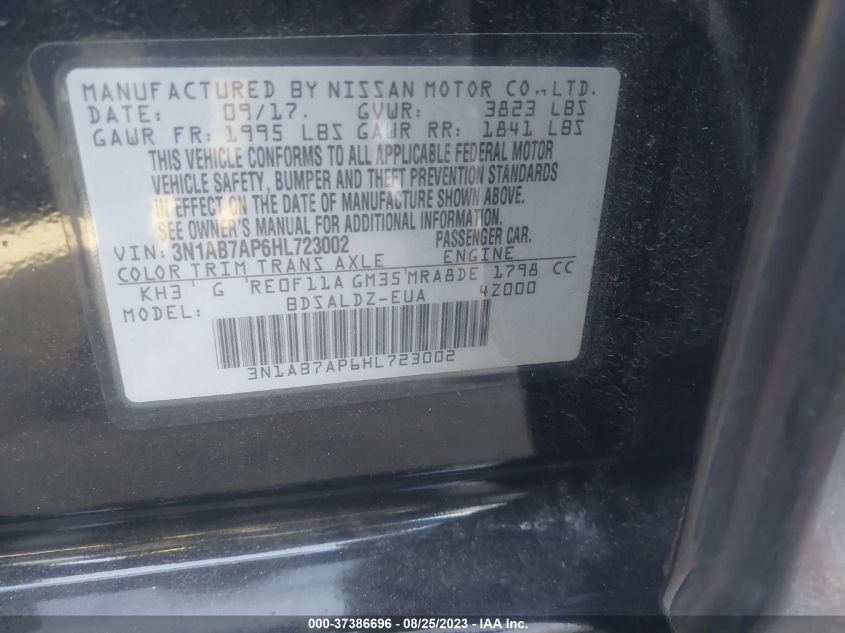 MANUFACTURED BY NISSAN MOTOR CO., LTD.
DATE: 09/17. GVWR: 3823 LBS
GAWR FR: 1995 LBS GAWR RR: 1841 LBS
THIS VEHICLE CONFORMS TO ALL APPLICABLE FEDERAL MOTOR
VEHICLE SAFETY, BUMPER AND THEFT PREVENTION STANDARDS
IN EFFECT ON THE DATE OF MANUFACTURE SHOWN ABOVE.
SEE OWNER'S MANUAL FOR ADDITIONAL INFORMATION.
VIN: 3N1AB7AP6HL723002 PASSENGER CAR.
COLOR TRIM TRANS AXLE ENGINE
KH3 ' G ' RE0F11A GM35 MRA8DE 1798 CC
MODEL: BDSALDZ-EUA 4Z000
3N1AB7AP6HL723002
000-37386696 - 08/25/2023 - IAA Inc.